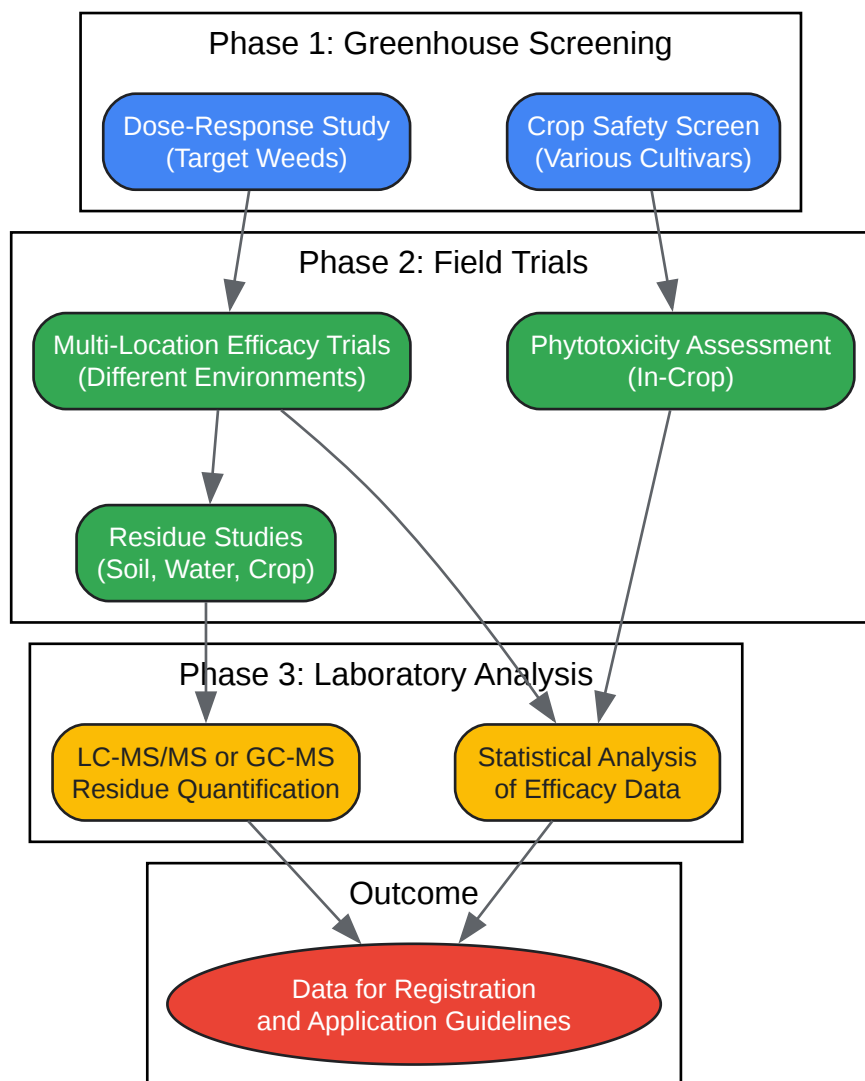 Phase 1: Greenhouse Screening
Dose-Response Study
(Target Weeds)
Crop Safety Screen
(Various Cultivars)
Phase 2: Field Trials
Multi-Location Efficacy Trials
(Different Environments)
Phytotoxicity Assessment
(In-Crop)
Residue Studies
(Soil, Water, Crop)
Phase 3: Laboratory Analysis
LC-MS/MS or GC-MS
Residue Quantification
Statistical Analysis
of Efficacy Data
Outcome
Data for Registration
and Application Guidelines